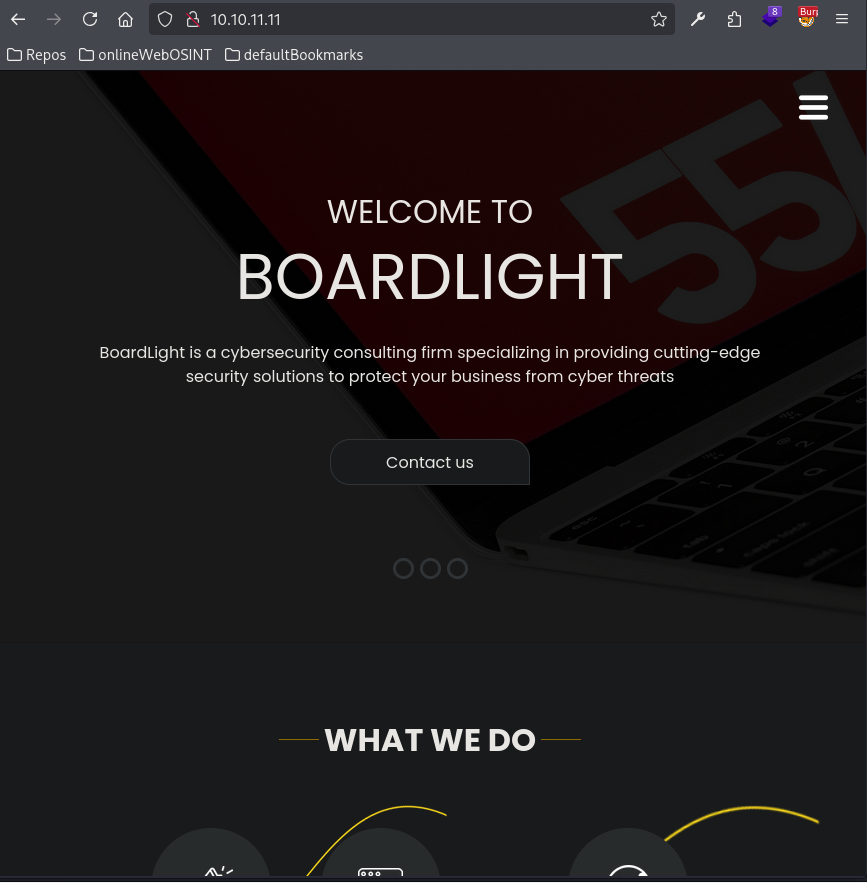 10.10.11.11
8
Repos
onlineWebOSINT
defaultBookmarks
WELCOME TO
BOARDLIGHT
BoardLight is a cybersecurity consulting firm specializing in providing cutting-edge
security solutions to protect your business from cyber threats
Contact us
WHAT WE DO